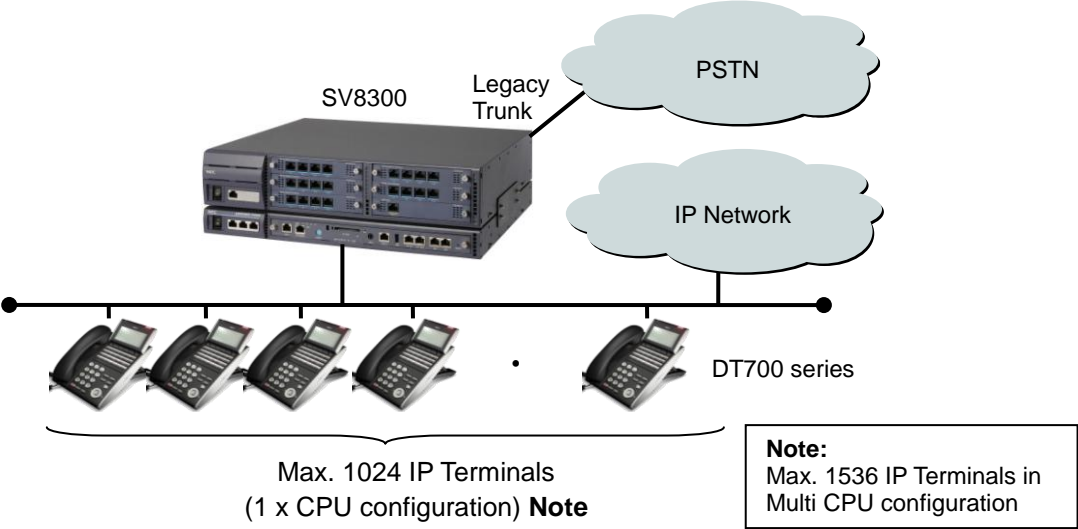 PSTN
Legacy
Trunk
SV8300
IP Network
DT700 series
Max. 1024 IP Terminals
(1 x CPU configuration) Note
Note:
Max. 1536 IP Terminals in
Multi CPU configuration